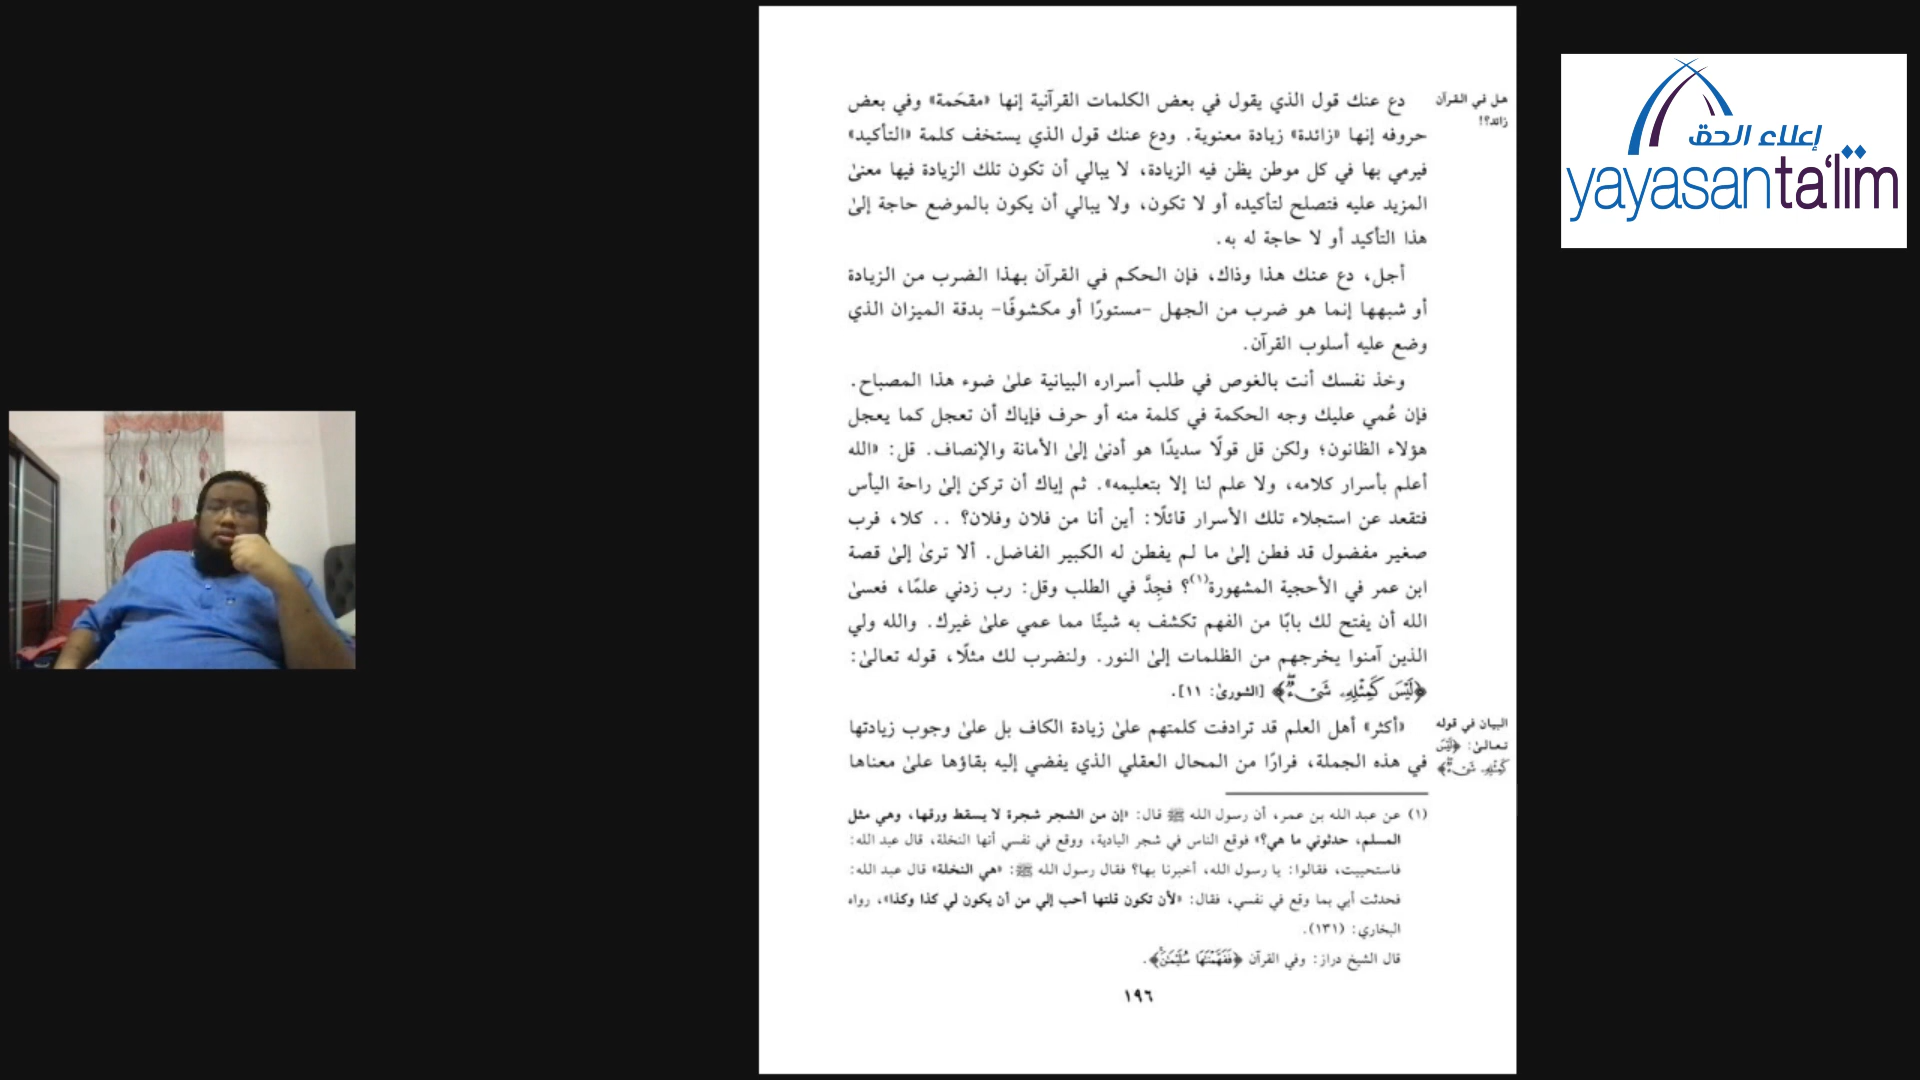 هل في القرآن
زائد؟!
دع عنك قول الذي يقول في بعض الكلمات القرآنية إنها «مقحَمة» وفي بعض
حروفه إنها «زائدة» زيادة معنوية. ودع عنك قول الذي يستخف كلمة «التأكيد»
فيرمي بها في كل موطن يظن فيه الزيادة، لا يبالي أن تكون تلك الزيادة فيها معنىٰ
المزيد عليه فتصلح لتأكيده أو لا تكون، ولا يبالي أن يكون بالموضع حاجة إلىٰ
هذا التأكيد أو لا حاجة له به.
أجل، دع عنك هذا وذاك، فإن الحكم في القرآن بهذا الضرب من الزيادة
أو شبهها إنما هو ضرب من الجهل -مستورًا أو مكشوفًا- بدقة الميزان الذي
وضع عليه أسلوب القرآن.
وخذ نفسك أنت بالغوص في طلب أسراره البيانية علىٰ ضوء هذا المصباح.
فإن عُمي عليك وجه الحكمة في كلمة منه أو حرف فإياك أن تعجل كما يعجل
هؤلاء الظانون؛ ولكن قل قولًا سديدًا هو أدنىٰ إلىٰ الأمانة والإنصاف. قل: «الله
أعلم بأسرار كلامه، ولا علم لنا إلا بتعليمه». ثم إياك أن تركن إلىٰ راحة اليأس
فتقعد عن استجلاء تلك الأسرار قائلًا: أين أنا من فلان وفلان؟ .. كلا، فرب
صغير مفضول قد فطن إلىٰ ما لم يفطن له الكبير الفاضل. ألا ترىٰ إلىٰ قصة
ابن عمر في الأحجية المشهورة(١)؟ فجِدَّ في الطلب وقل: رب زدني علمًا، فعسىٰ
الله أن يفتح لك بابًا من الفهم تكشف به شيئًا مما عمي علىٰ غيرك. والله ولي
الذين آمنوا يخرجهم من الظلمات إلىٰ النور. ولنضرب لك مثلًا، قوله تعالىٰ:
﴿لَيْسَ كَمِثْلِهِۦ شَىْءٌ﴾ [الشورىٰ: ١١].
البيان في قوله
تعالىٰ: ﴿لَيْسَ
كَمِثْلِهِۦ شَىْءٌ﴾
«أكثر» أهل العلم قد ترادفت كلمتهم علىٰ زيادة الكاف بل علىٰ وجوب زيادتها
في هذه الجملة، فرارًا من المحال العقلي الذي يفضي إليه بقاؤها علىٰ معناها
(١) عن عبد الله بن عمر، أن رسول الله ﷺ قال: «إن من الشجر شجرة لا يسقط ورقها، وهي مثل
المسلم، حدثوني ما هي؟» فوقع الناس في شجر البادية، ووقع في نفسي أنها النخلة، قال عبد الله:
فاستحييت، فقالوا: يا رسول الله، أخبرنا بها؟ فقال رسول الله ﷺ: «هي النخلة» قال عبد الله:
فحدثت أبي بما وقع في نفسي، فقال: «لأن تكون قلتها أحب إلي من أن يكون لي كذا وكذا»، رواه
البخاري: (١٣١).
قال الشيخ دراز: وفي القرآن ﴿فَفَهَّمْنَٰهَا سُلَيْمَٰنَ﴾.
١٩٦
إعلاء الحق
yayasanta'lim